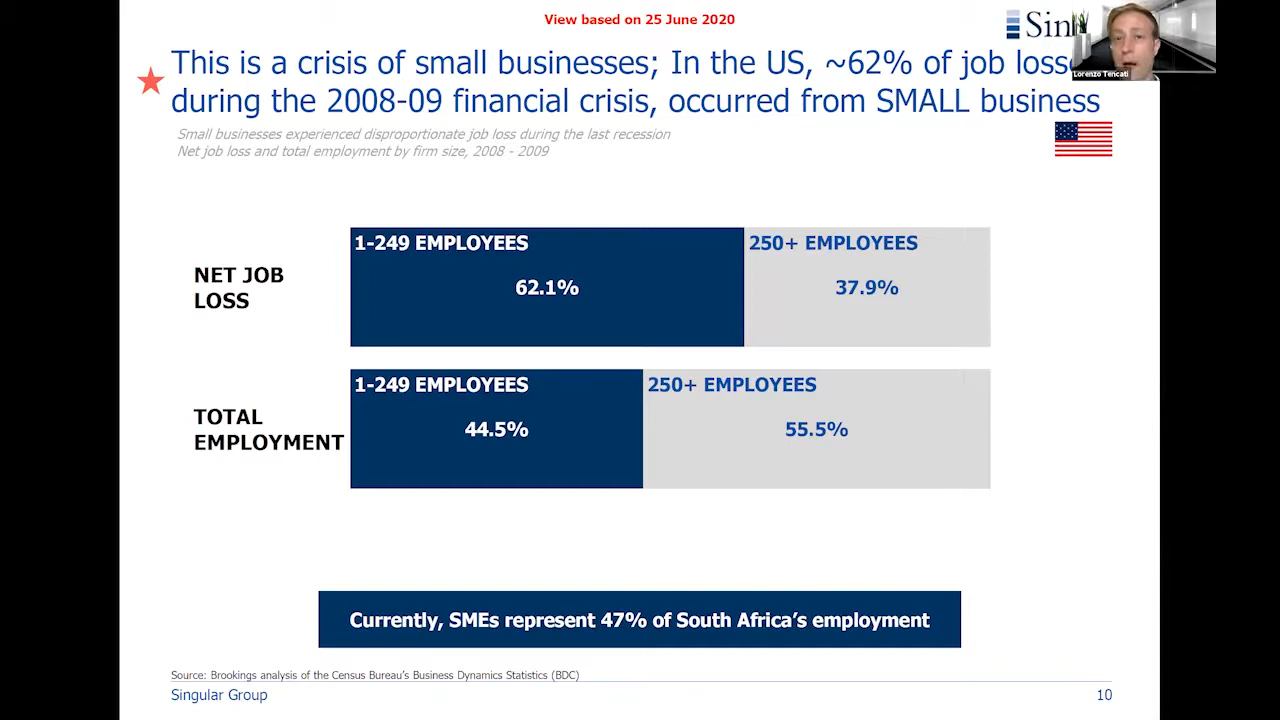 View based on 25 June 2020
Sin
Lorenzo Tencati
This is a crisis of small businesses; In the US, ~62% of job losse
during the 2008-09 financial crisis, occurred from SMALL business
Small businesses experienced disproportionate job loss during the last recession
Net job loss and total employment by firm size, 2008 - 2009
1-249 EMPLOYEES
250+ EMPLOYEES
NET JOB
LOSS
62.1%
37.9%
1-249 EMPLOYEES
250+ EMPLOYEES
TOTAL
EMPLOYMENT
44.5%
55.5%
Currently, SMEs represent 47% of South Africa's employment
Source: Brookings analysis of the Census Bureau's Business Dynamics Statistics (BDC)
Singular Group
10